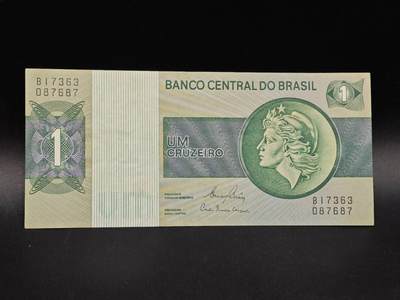 B17363
087687
BANCO CENTRAL DO BRASIL
1
1
UM
CRUZEIRO
B17363
087687